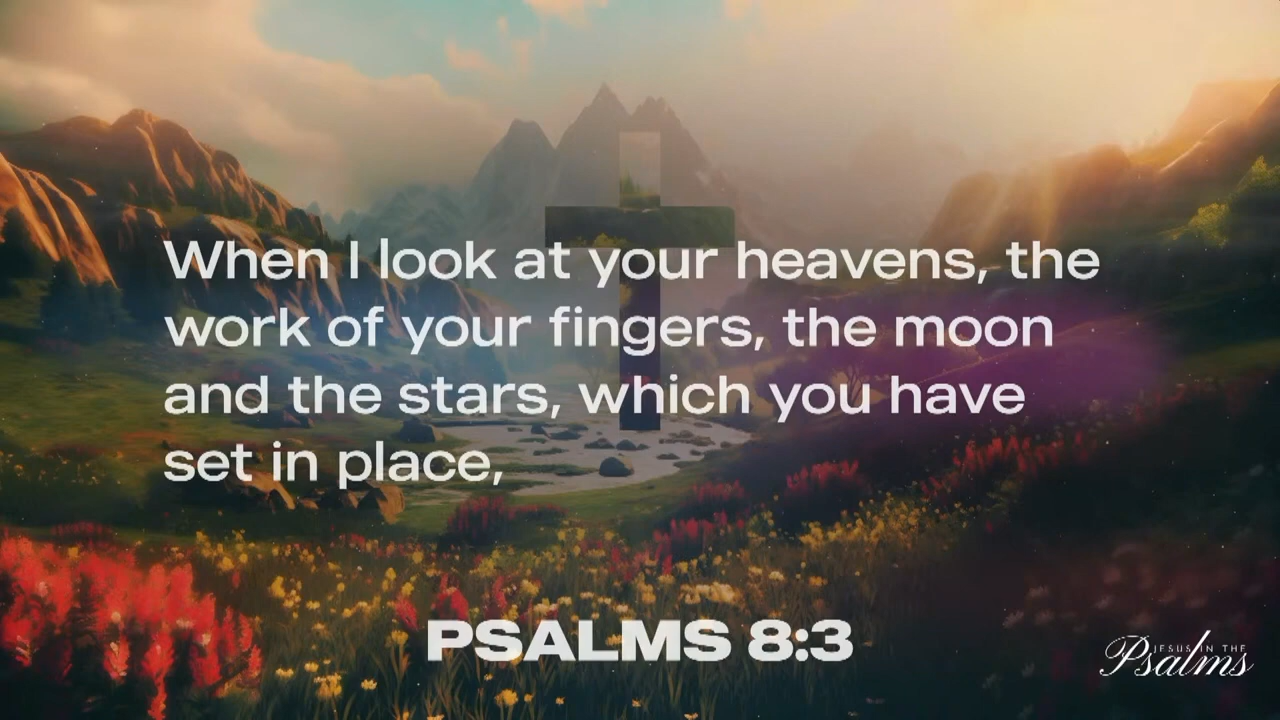 When I look at your heavens, the
work of your fingers, the moon
and the stars, which you have
set in place,
PSALMS 8:3
JESUS IN THE
Psalms